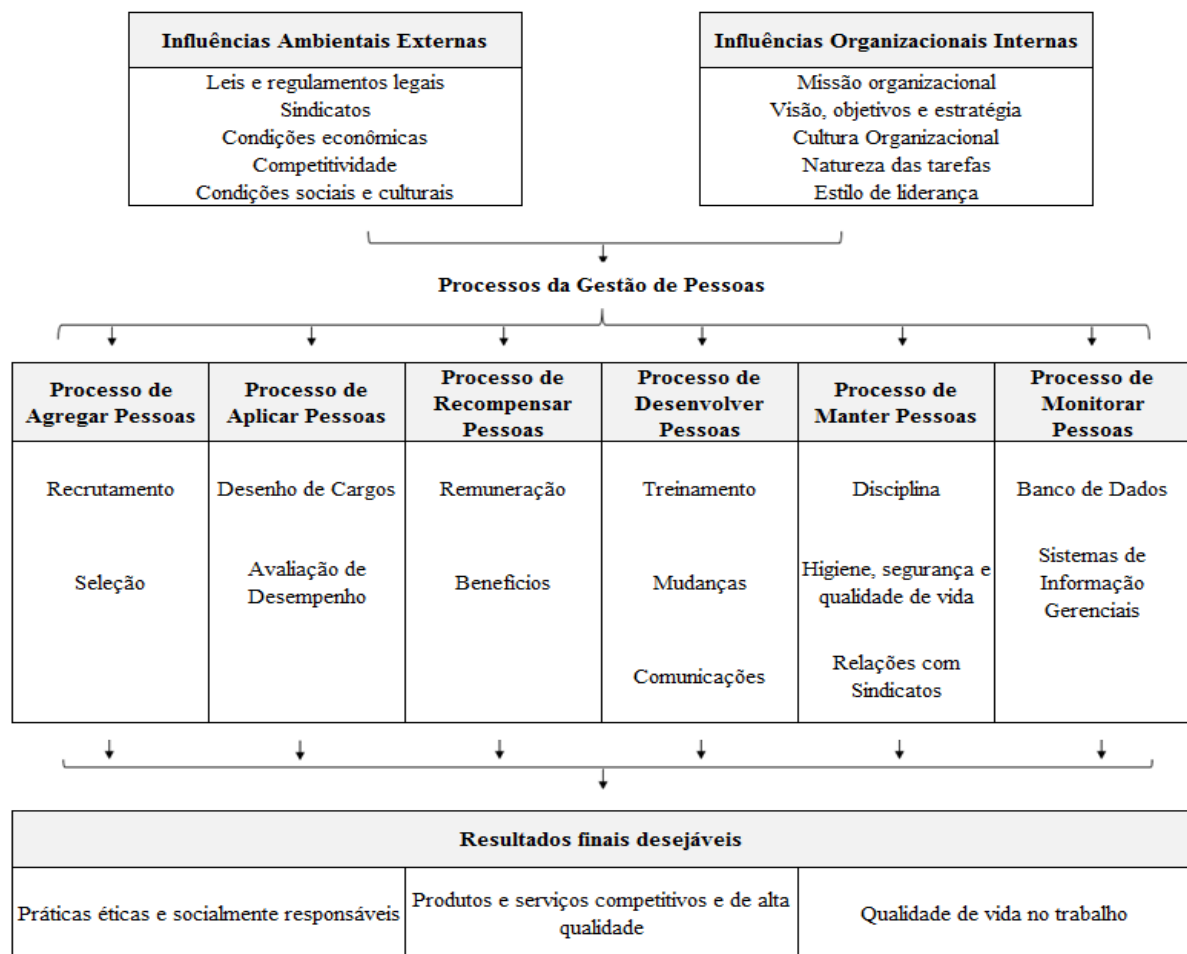 Influências Ambientais Externas
Leis e regulamentos legais
Sindicatos
Condições econômicas
Competitividade
Condições sociais e culturais
Influências Organizacionais Internas
Missão organizacional
Visão, objetivos e estratégia
Cultura Organizacional
Natureza das tarefas
Estilo de liderança
Processos da Gestão de Pessoas
Processo de
Agregar Pessoas
Recrutamento
Seleção
Processo de
Aplicar Pessoas
Desenho de Cargos
Avaliação de
Desempenho
Processo de
Recompensar
Pessoas
Remuneração
Benefícios
Processo de
Desenvolver
Pessoas
Treinamento
Mudanças
Comunicações
Processo de
Manter Pessoas
Disciplina
Higiene, segurança e
qualidade de vida
Relações com
Sindicatos
Processo de
Monitorar
Pessoas
Banco de Dados
Sistemas de
Informação
Gerenciais
Resultados finais desejáveis
Práticas éticas e socialmente responsáveis
Produtos e serviços competitivos e de alta
qualidade
Qualidade de vida no trabalho